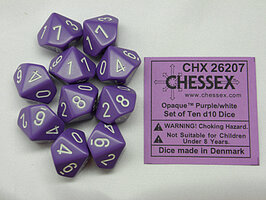 CHX 26207
CHESSEX
www.chessex.com
Opaque™ Purple/white
Set of Ten d10 Dice
WARNING! Choking Hazard.
Not Suitable for Children
Under 8 Years.
Dice made in Denmark